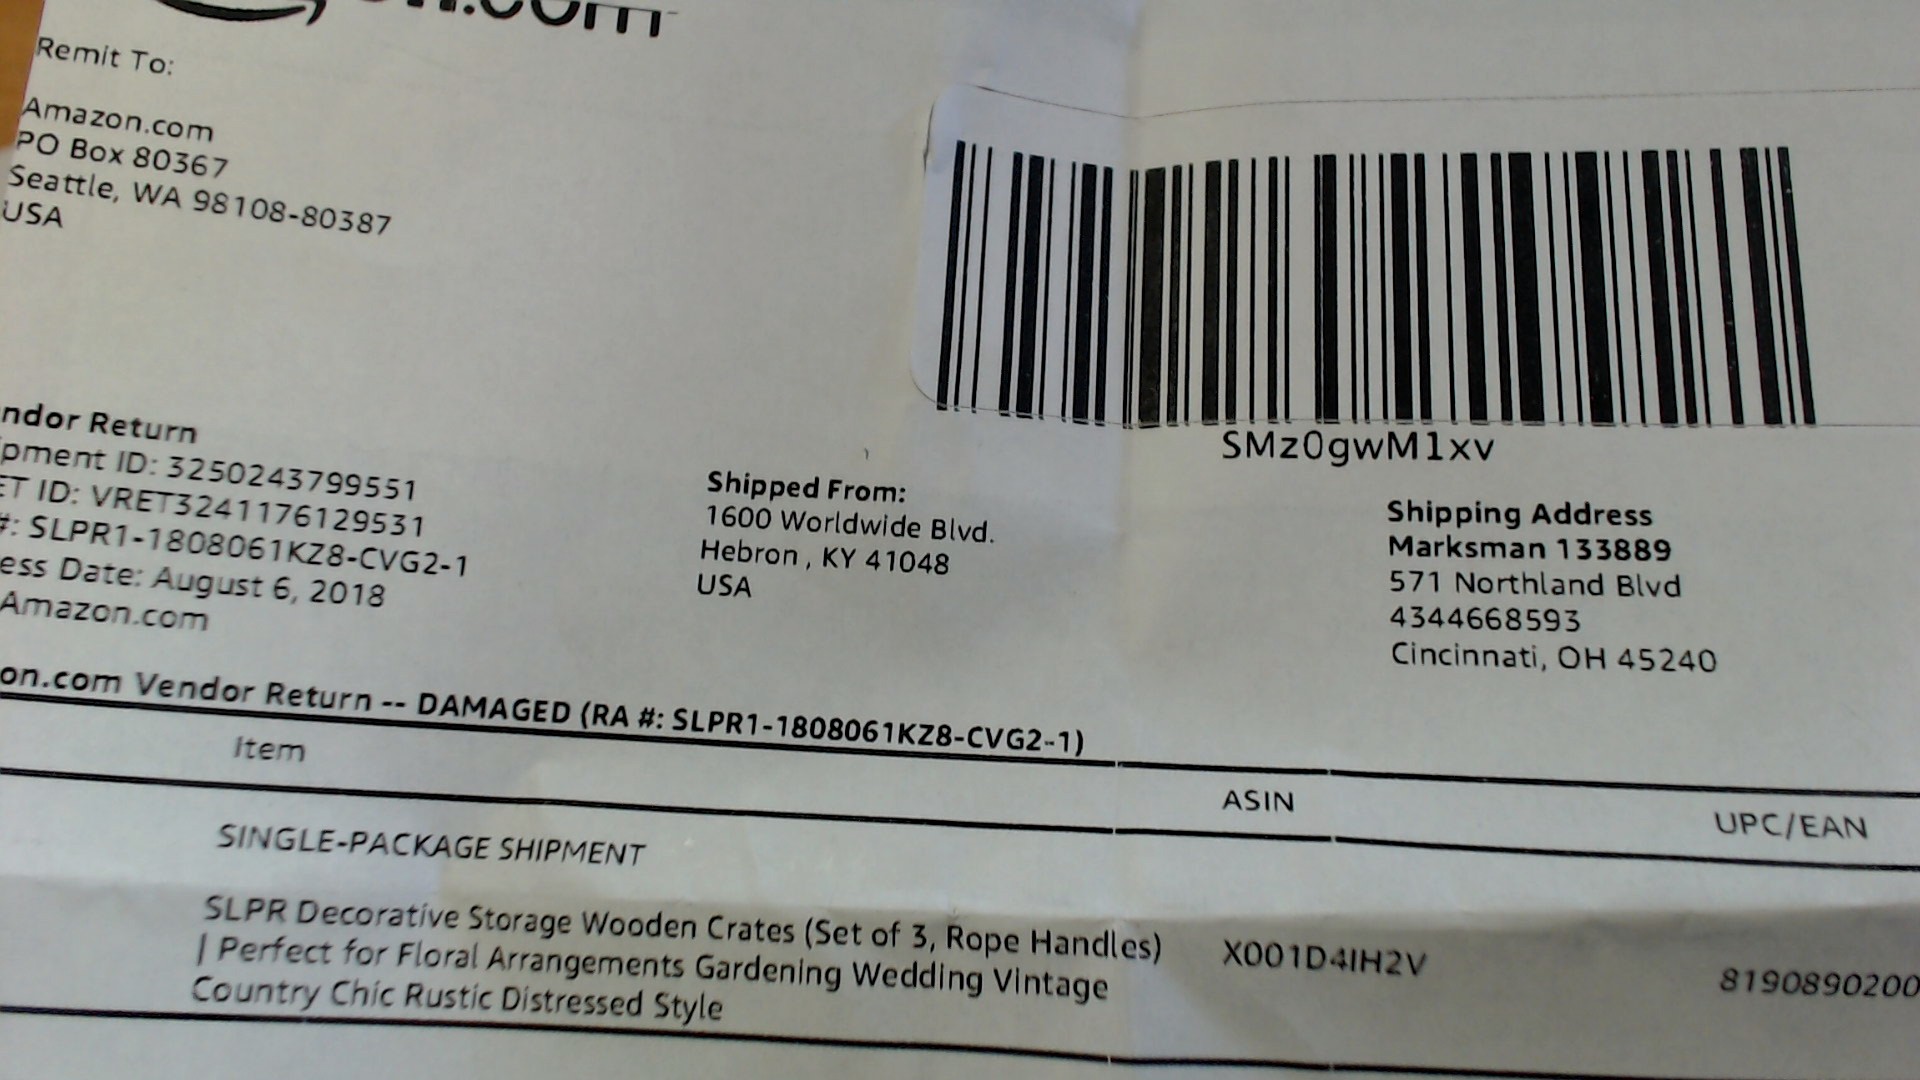 Remit To:
Amazon.com
PO Box 80367
Seattle, WA 98108-80387
USA
SMz0gwM1xv
ndor Return
pment ID: 3250243799551
ET ID: VRET3241176129531
#: SLPR1-1808061KZ8-CVG2-1
ess Date: August 6, 2018
Amazon.com
Shipped From:
1600 Worldwide Blvd.
Hebron , KY 41048
USA
Shipping Address
Marksman 133889
571 Northland Blvd
4344668593
Cincinnati, OH 45240
on.com Vendor Return -- DAMAGED (RA #: SLPR1-1808061KZ8-CVG2-1)
Item ASIN UPC/EAN
SINGLE-PACKAGE SHIPMENT
SLPR Decorative Storage Wooden Crates (Set of 3, Rope Handles)
| Perfect for Floral Arrangements Gardening Wedding Vintage
Country Chic Rustic Distressed Style
X001D4IH2V
8190890200